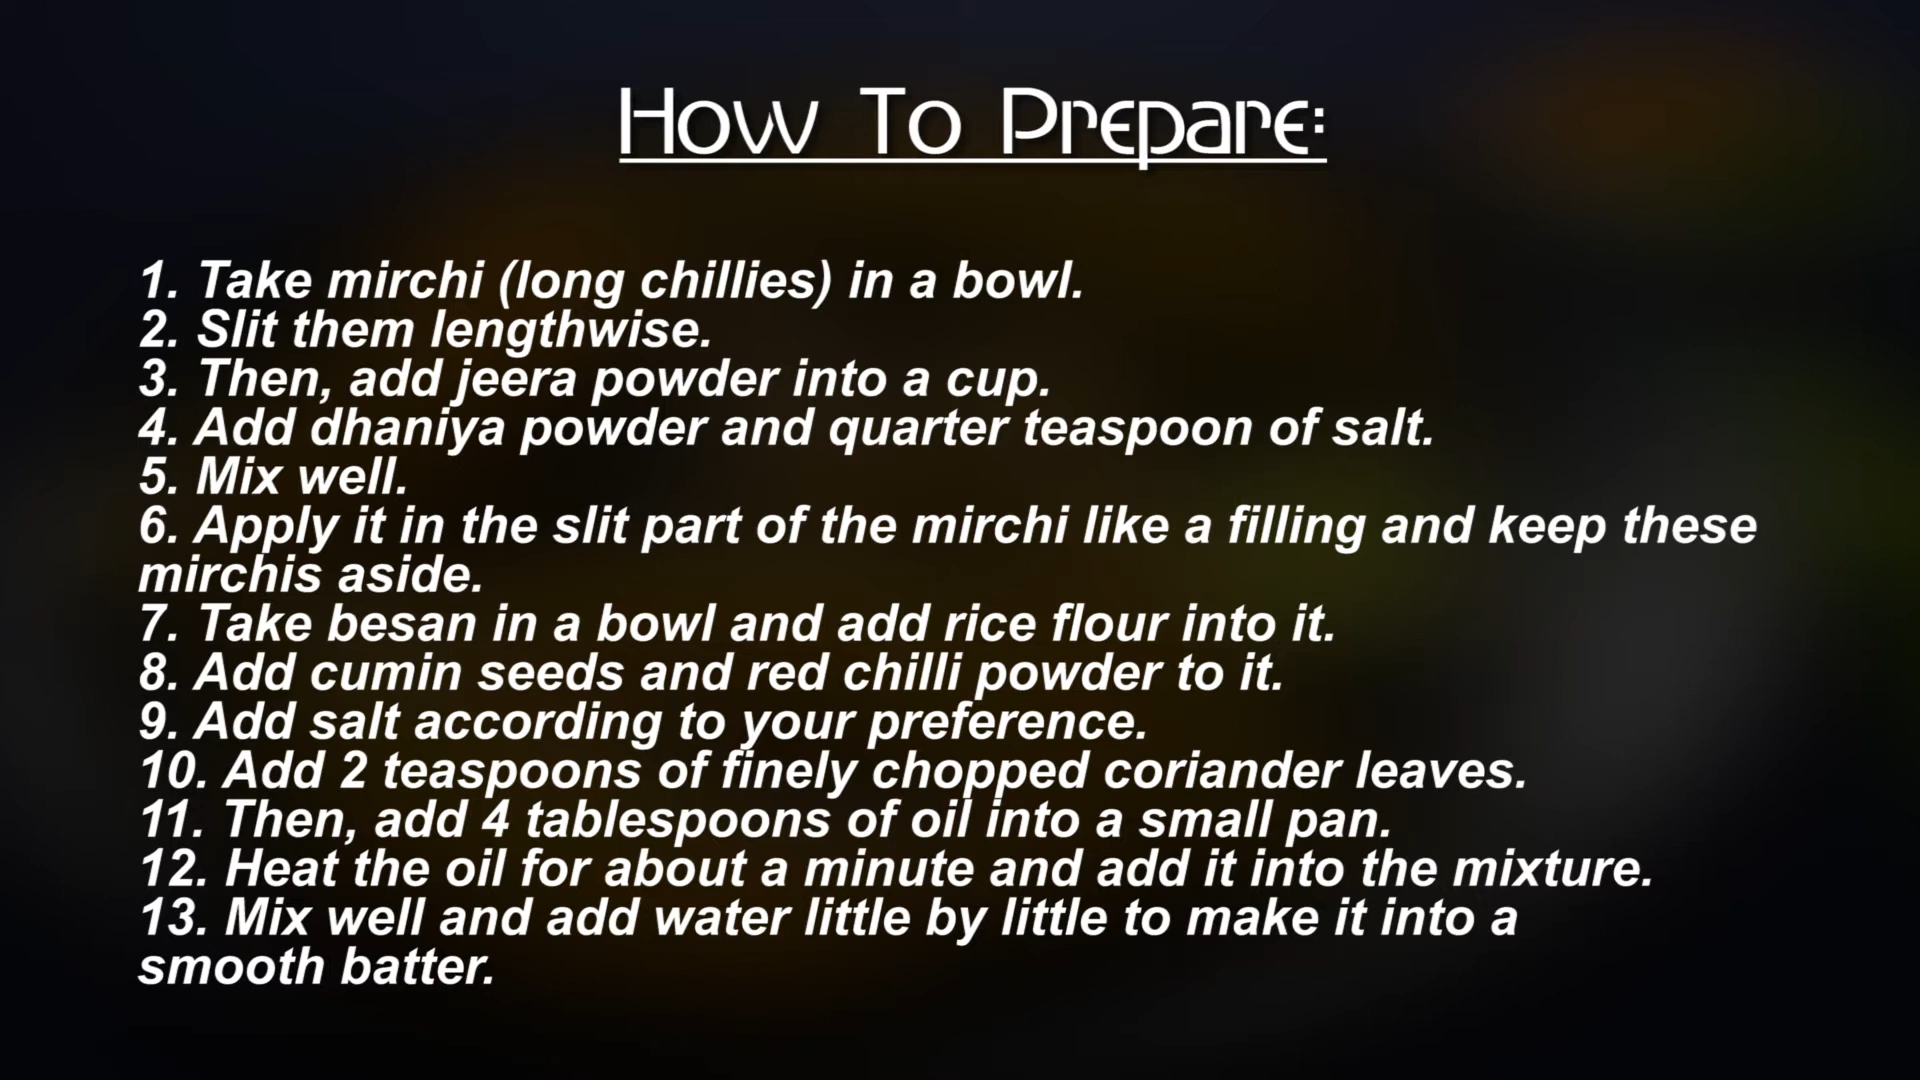 How To Prepare:
1. Take mirchi (long chillies) in a bowl.
2. Slit them lengthwise.
3. Then, add jeera powder into a cup.
4. Add dhaniya powder and quarter teaspoon of salt.
5. Mix well.
6. Apply it in the slit part of the mirchi like a filling and keep these
mirchis aside.
7. Take besan in a bowl and add rice flour into it.
8. Add cumin seeds and red chilli powder to it.
9. Add salt according to your preference.
10. Add 2 teaspoons of finely chopped coriander leaves.
11. Then, add 4 tablespoons of oil into a small pan.
12. Heat the oil for about a minute and add it into the mixture.
13. Mix well and add water little by little to make it into a
smooth batter.